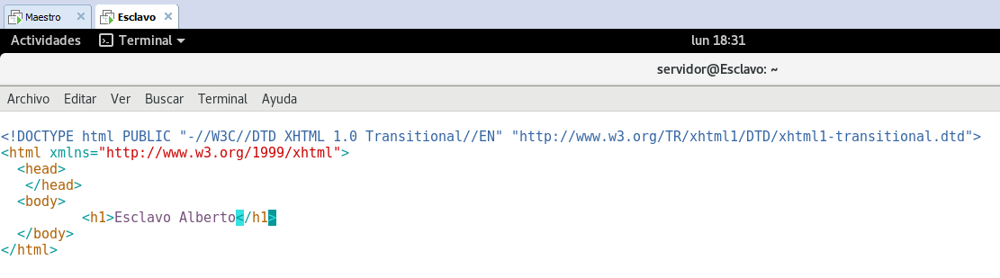 Maestro × Esclavo ×
Actividades Terminal lun 18:31
servidor@Esclavo: ~
Archivo Editar Ver Buscar Terminal Ayuda
<!DOCTYPE html PUBLIC "-//W3C//DTD XHTML 1.0 Transitional//EN" "http://www.w3.org/TR/xhtml1/DTD/xhtml1-transitional.dtd">
<html xmlns="http://www.w3.org/1999/xhtml">
  <head>
   </head>
  <body>
          <h1>Esclavo Alberto</h1>
  </body>
</html>